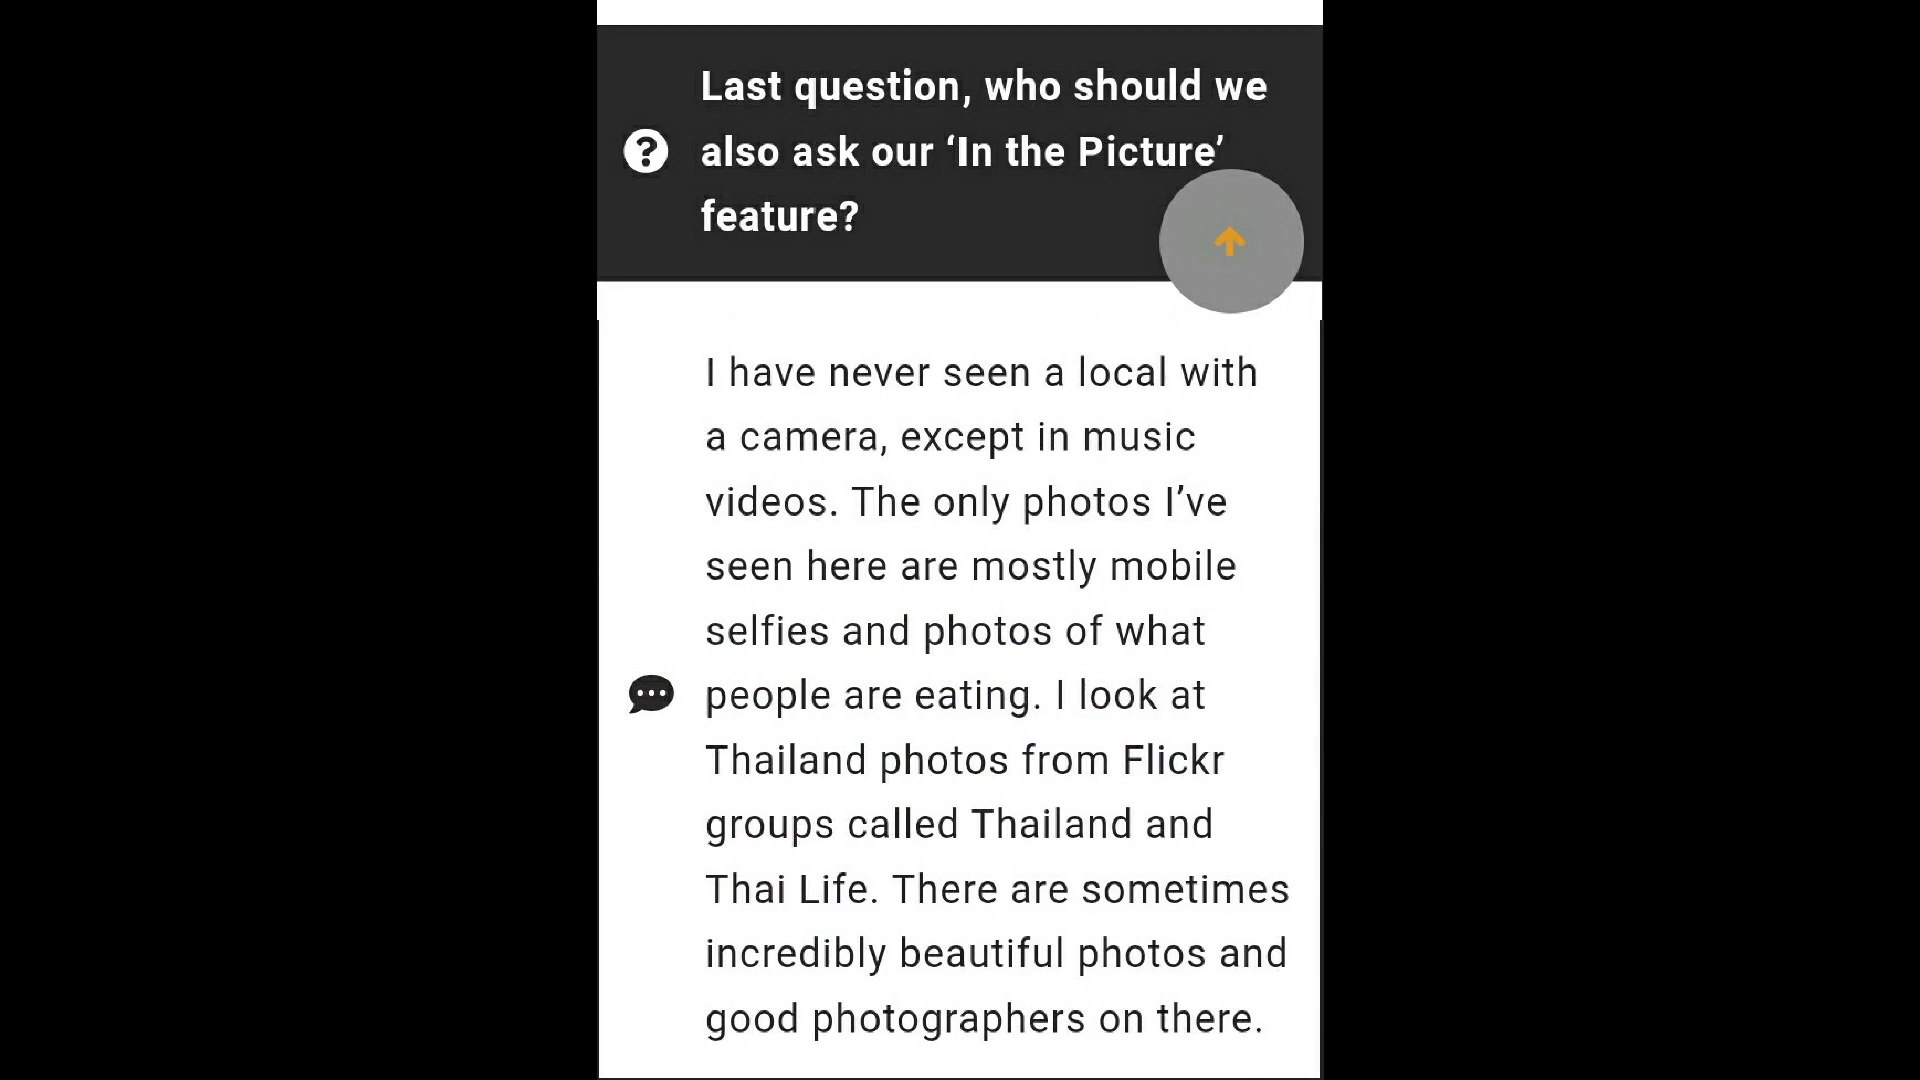 Last question, who should we
also ask our ‘In the Picture’
feature?
I have never seen a local with
a camera, except in music
videos. The only photos I’ve
seen here are mostly mobile
selfies and photos of what
people are eating. I look at
Thailand photos from Flickr
groups called Thailand and
Thai Life. There are sometimes
incredibly beautiful photos and
good photographers on there.